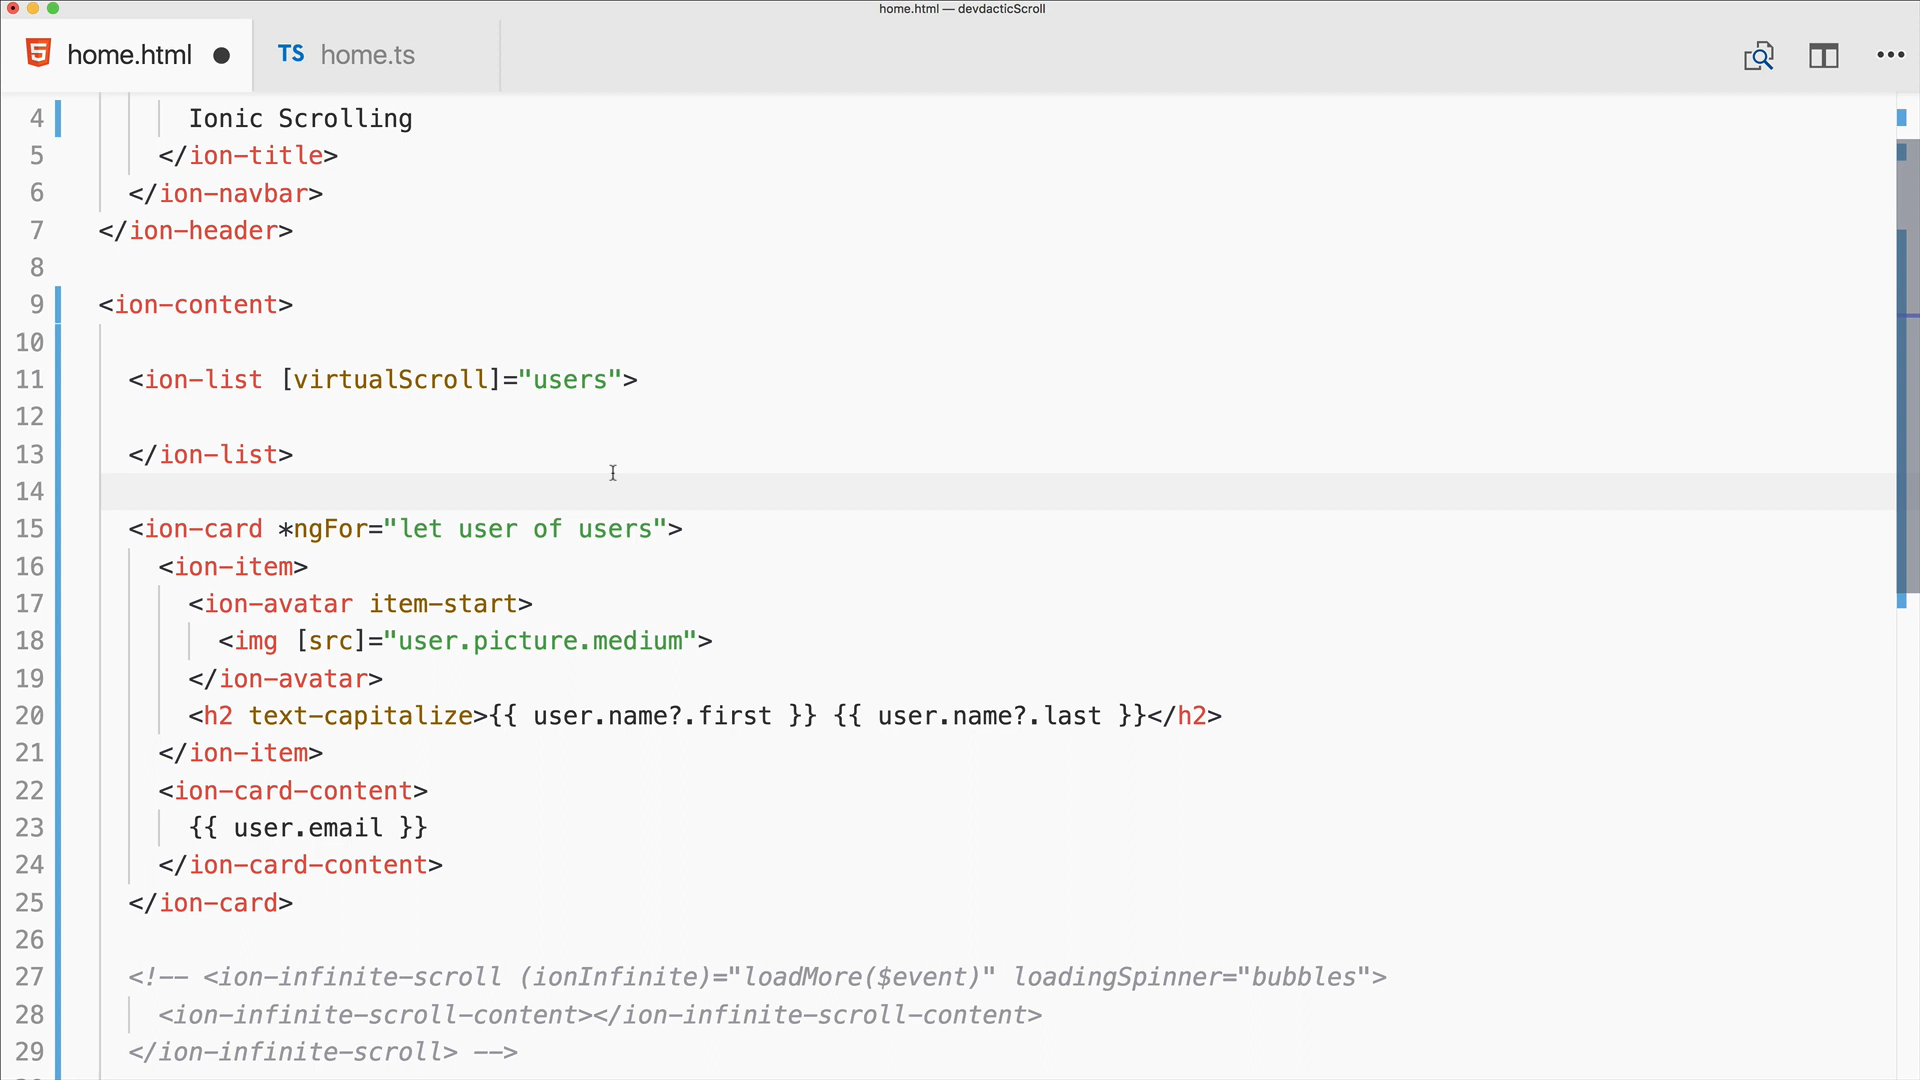 home.html — devdacticScroll
home.html
TS home.ts
4 Ionic Scrolling
5 </ion-title>
6 </ion-navbar>
7 </ion-header>
8
9 <ion-content>
10
11 <ion-list [virtualScroll]="users">
12
13 </ion-list>
14
15 <ion-card *ngFor="let user of users">
16 <ion-item>
17 <ion-avatar item-start>
18 <img [src]="user.picture.medium">
19 </ion-avatar>
20 <h2 text-capitalize>{{ user.name?.first }} {{ user.name?.last }}</h2>
21 </ion-item>
22 <ion-card-content>
23 {{ user.email }}
24 </ion-card-content>
25 </ion-card>
26
27 <!-- <ion-infinite-scroll (ionInfinite)="loadMore($event)" loadingSpinner="bubbles">
28 <ion-infinite-scroll-content></ion-infinite-scroll-content>
29 </ion-infinite-scroll> -->